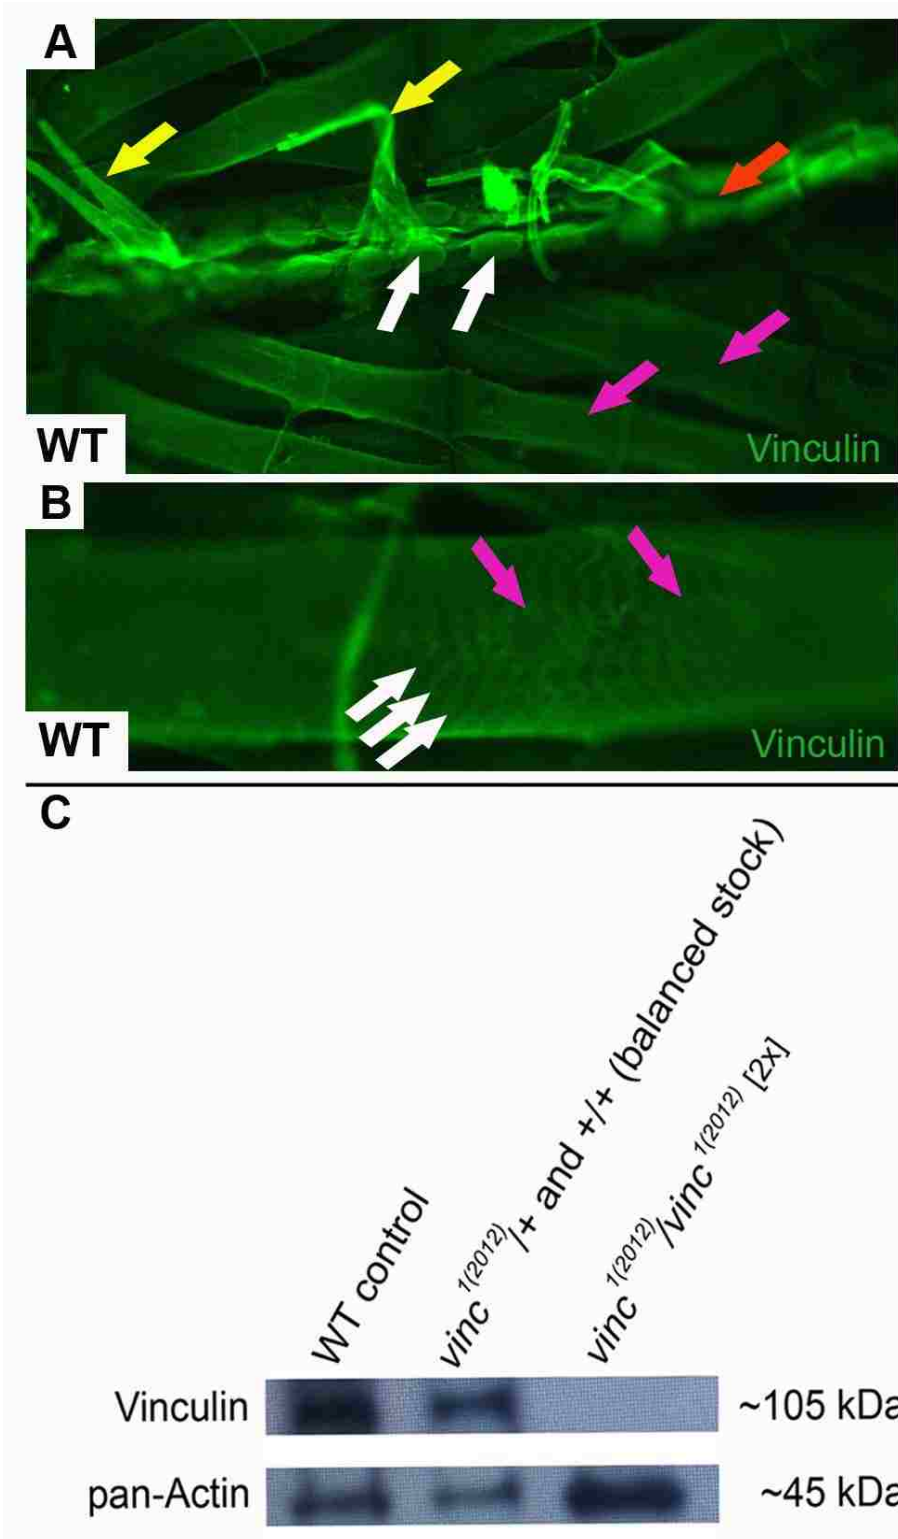 A
WT
Vinculin
B
WT
Vinculin
C
WT control
vinc 1(2012)/+ and +/+ (balanced stock)
vinc 1(2012)/vinc 1(2012) [2x]
Vinculin
~105 kDa
pan-Actin
~45 kDa